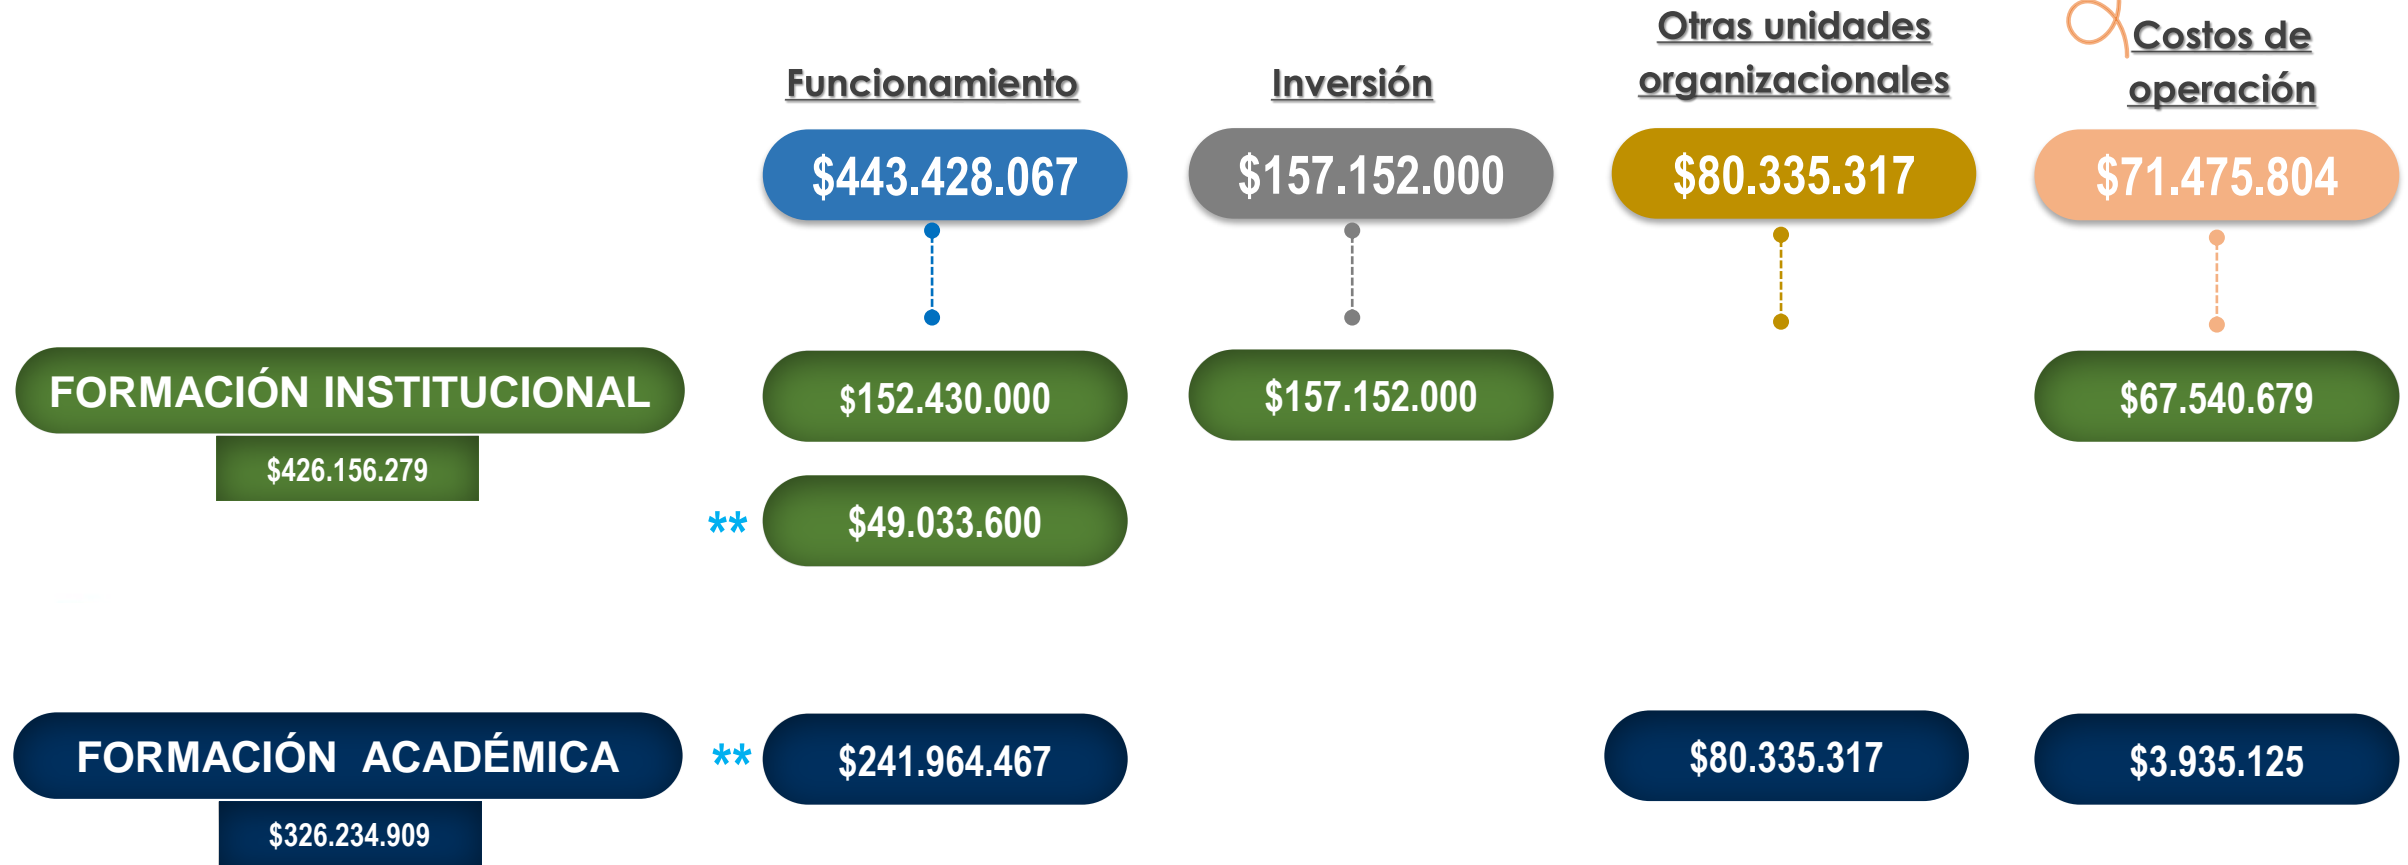 Funcionamiento
Inversión
Otras unidades
organizacionales
Costos de
operación
$443.428.067
$157.152.000
$80.335.317
$71.475.804
FORMACIÓN INSTITUCIONAL
$426.156.279
$152.430.000
$157.152.000
$67.540.679
** $49.033.600
FORMACIÓN ACADÉMICA
$326.234.909
** $241.964.467
$80.335.317
$3.935.125